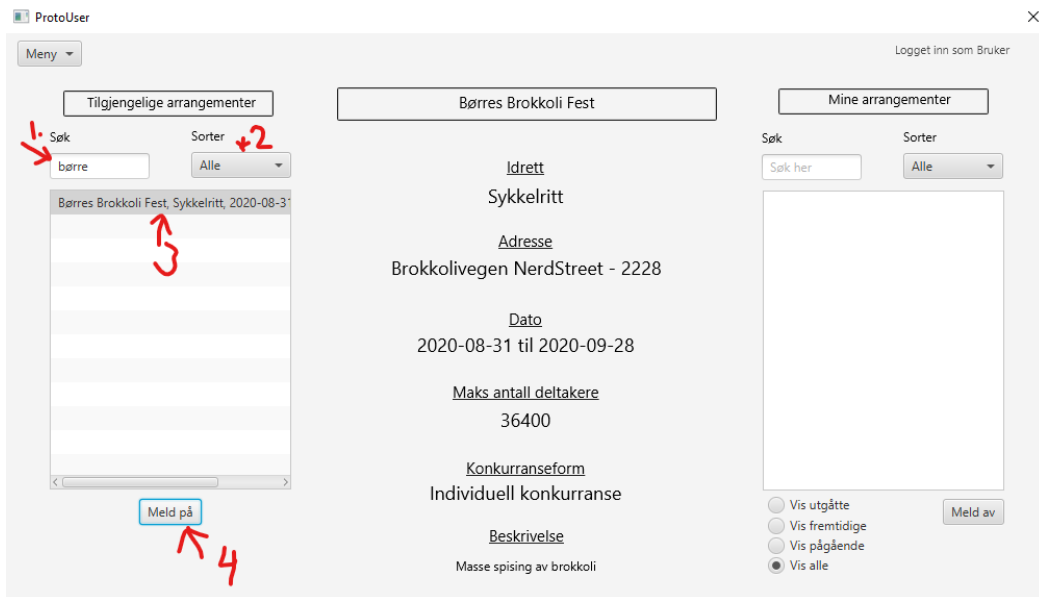 ProtoUser
Meny
Logget inn som Bruker
Tilgjengelige arrangementer
1.
Søk
Sorter
*2
børre
Alle
Børres Brokkoli Fest, Sykkelritt, 2020-08-31
3
Meld på
4
Børres Brokkoli Fest
Idrett
Sykkelritt
Adresse
Brokkolivegen NerdStreet - 2228
Dato
2020-08-31 til 2020-09-28
Maks antall deltakere
36400
Konkurranseform
Individuell konkurranse
Beskrivelse
Masse spising av brokkoli
Mine arrangementer
Søk
Sorter
Søk her
Alle
Vis utgåtte
Vis fremtidige
Vis pågående
Vis alle
Meld av